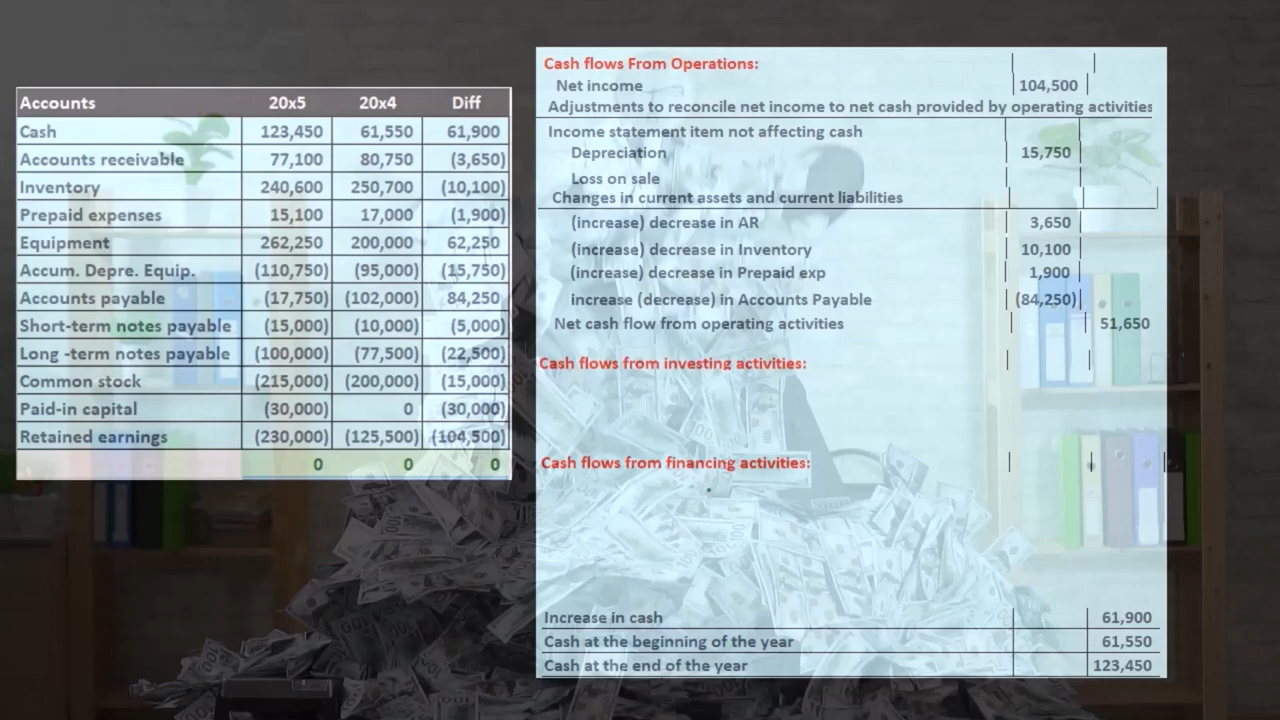 Accounts 20x5 20x4 Diff
Cash 123,450 61,550 61,900
Accounts receivable 77,100 80,750 (3,650)
Inventory 240,600 250,700 (10,100)
Prepaid expenses 15,100 17,000 (1,900)
Equipment 262,250 200,000 62,250
Accum. Depre. Equip. (110,750) (95,000) (15,750)
Accounts payable (17,750) (102,000) 84,250
Short-term notes payable (15,000) (10,000) (5,000)
Long -term notes payable (100,000) (77,500) (22,500)
Common stock (215,000) (200,000) (15,000)
Paid-in capital (30,000) 0 (30,000)
Retained earnings (230,000) (125,500) (104,500)
0 0 0
Cash flows From Operations:
Net income 104,500
Adjustments to reconcile net income to net cash provided by operating activities
Income statement item not affecting cash
Depreciation 15,750
Loss on sale
Changes in current assets and current liabilities
(increase) decrease in AR 3,650
(increase) decrease in Inventory 10,100
(increase) decrease in Prepaid exp 1,900
increase (decrease) in Accounts Payable (84,250)
Net cash flow from operating activities 51,650
Cash flows from investing activities:
Cash flows from financing activities:
Increase in cash 61,900
Cash at the beginning of the year 61,550
Cash at the end of the year 123,450